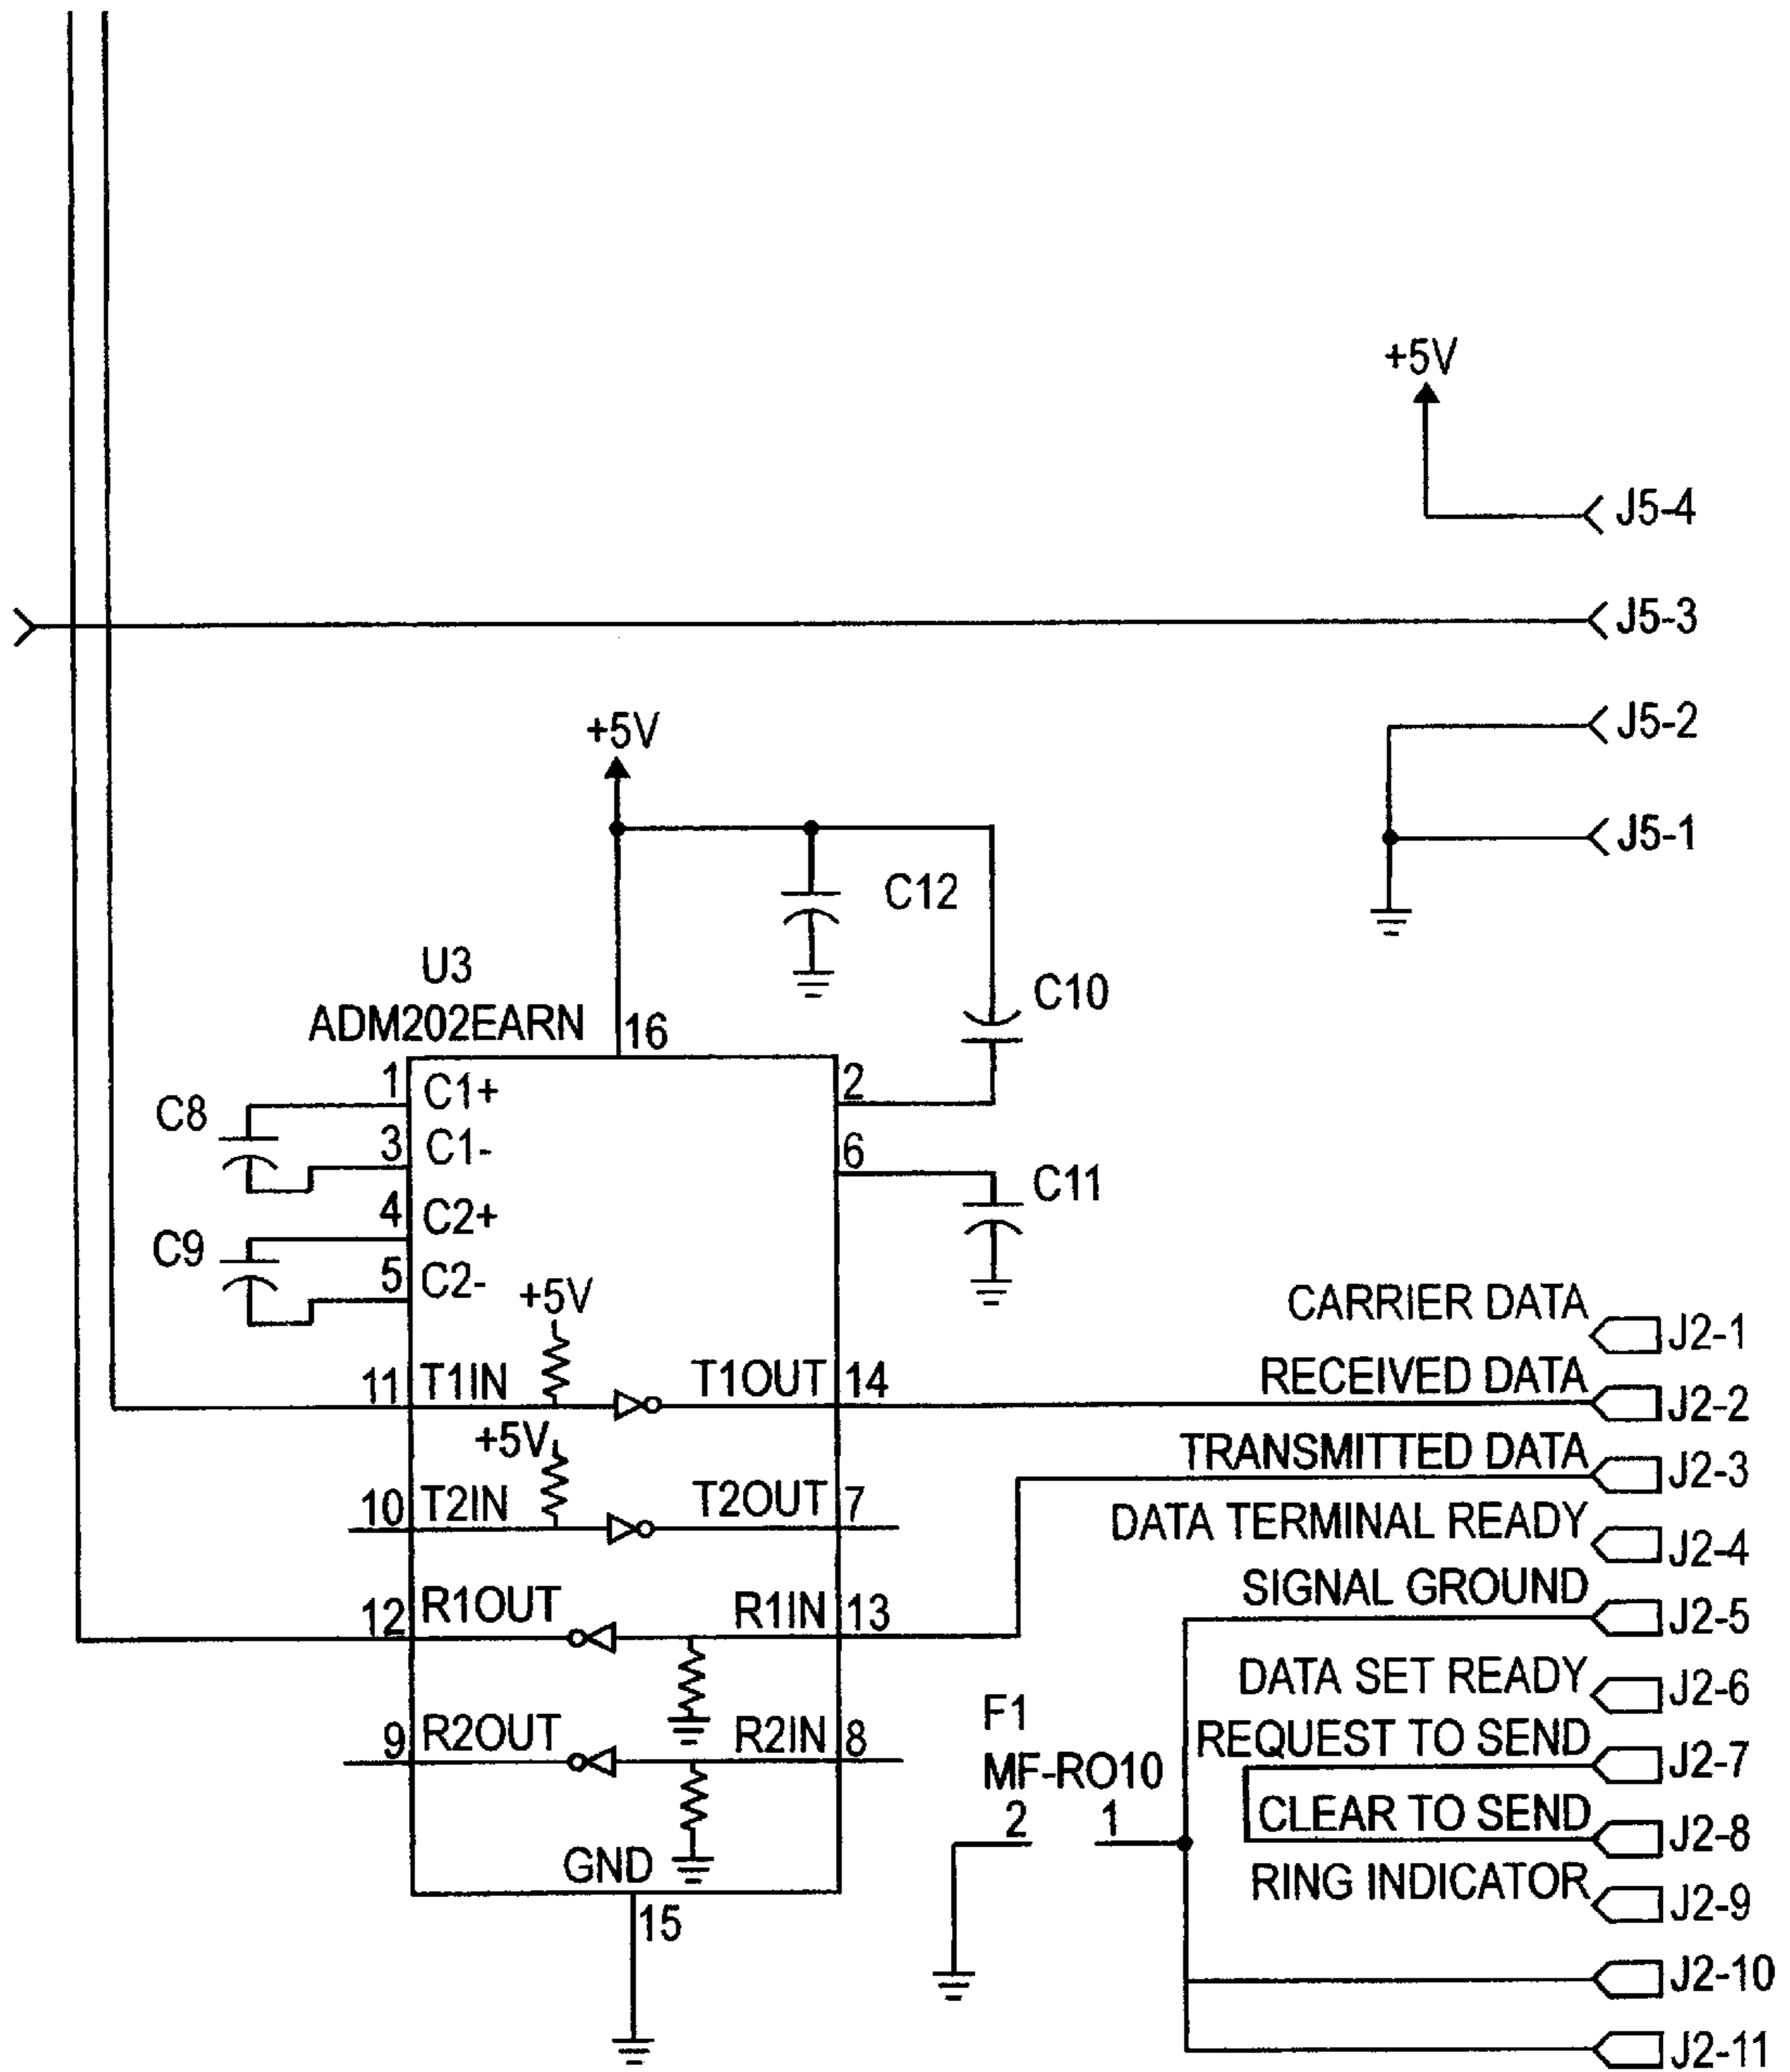 +5V
J5-4
J5-3
J5-2
+5V
J5-1
C12
U3
C10
ADM202EARN
16
1
C1+
2
C8
3
C1-
6
C11
4
C2+
C9
5
C2-
+5V
CARRIER DATA
J2-1
11
T1IN
T1OUT
14
RECEIVED DATA
J2-2
+5V
TRANSMITTED DATA
J2-3
10
T2IN
T2OUT
7
DATA TERMINAL READY
J2-4
SIGNAL GROUND
J2-5
12
R1OUT
R1IN
13
DATA SET READY
J2-6
F1
REQUEST TO SEND
J2-7
9
R2OUT
R2IN
8
MF-RO10
2
1
CLEAR TO SEND
J2-8
GND
RING INDICATOR
J2-9
15
J2-10
J2-11